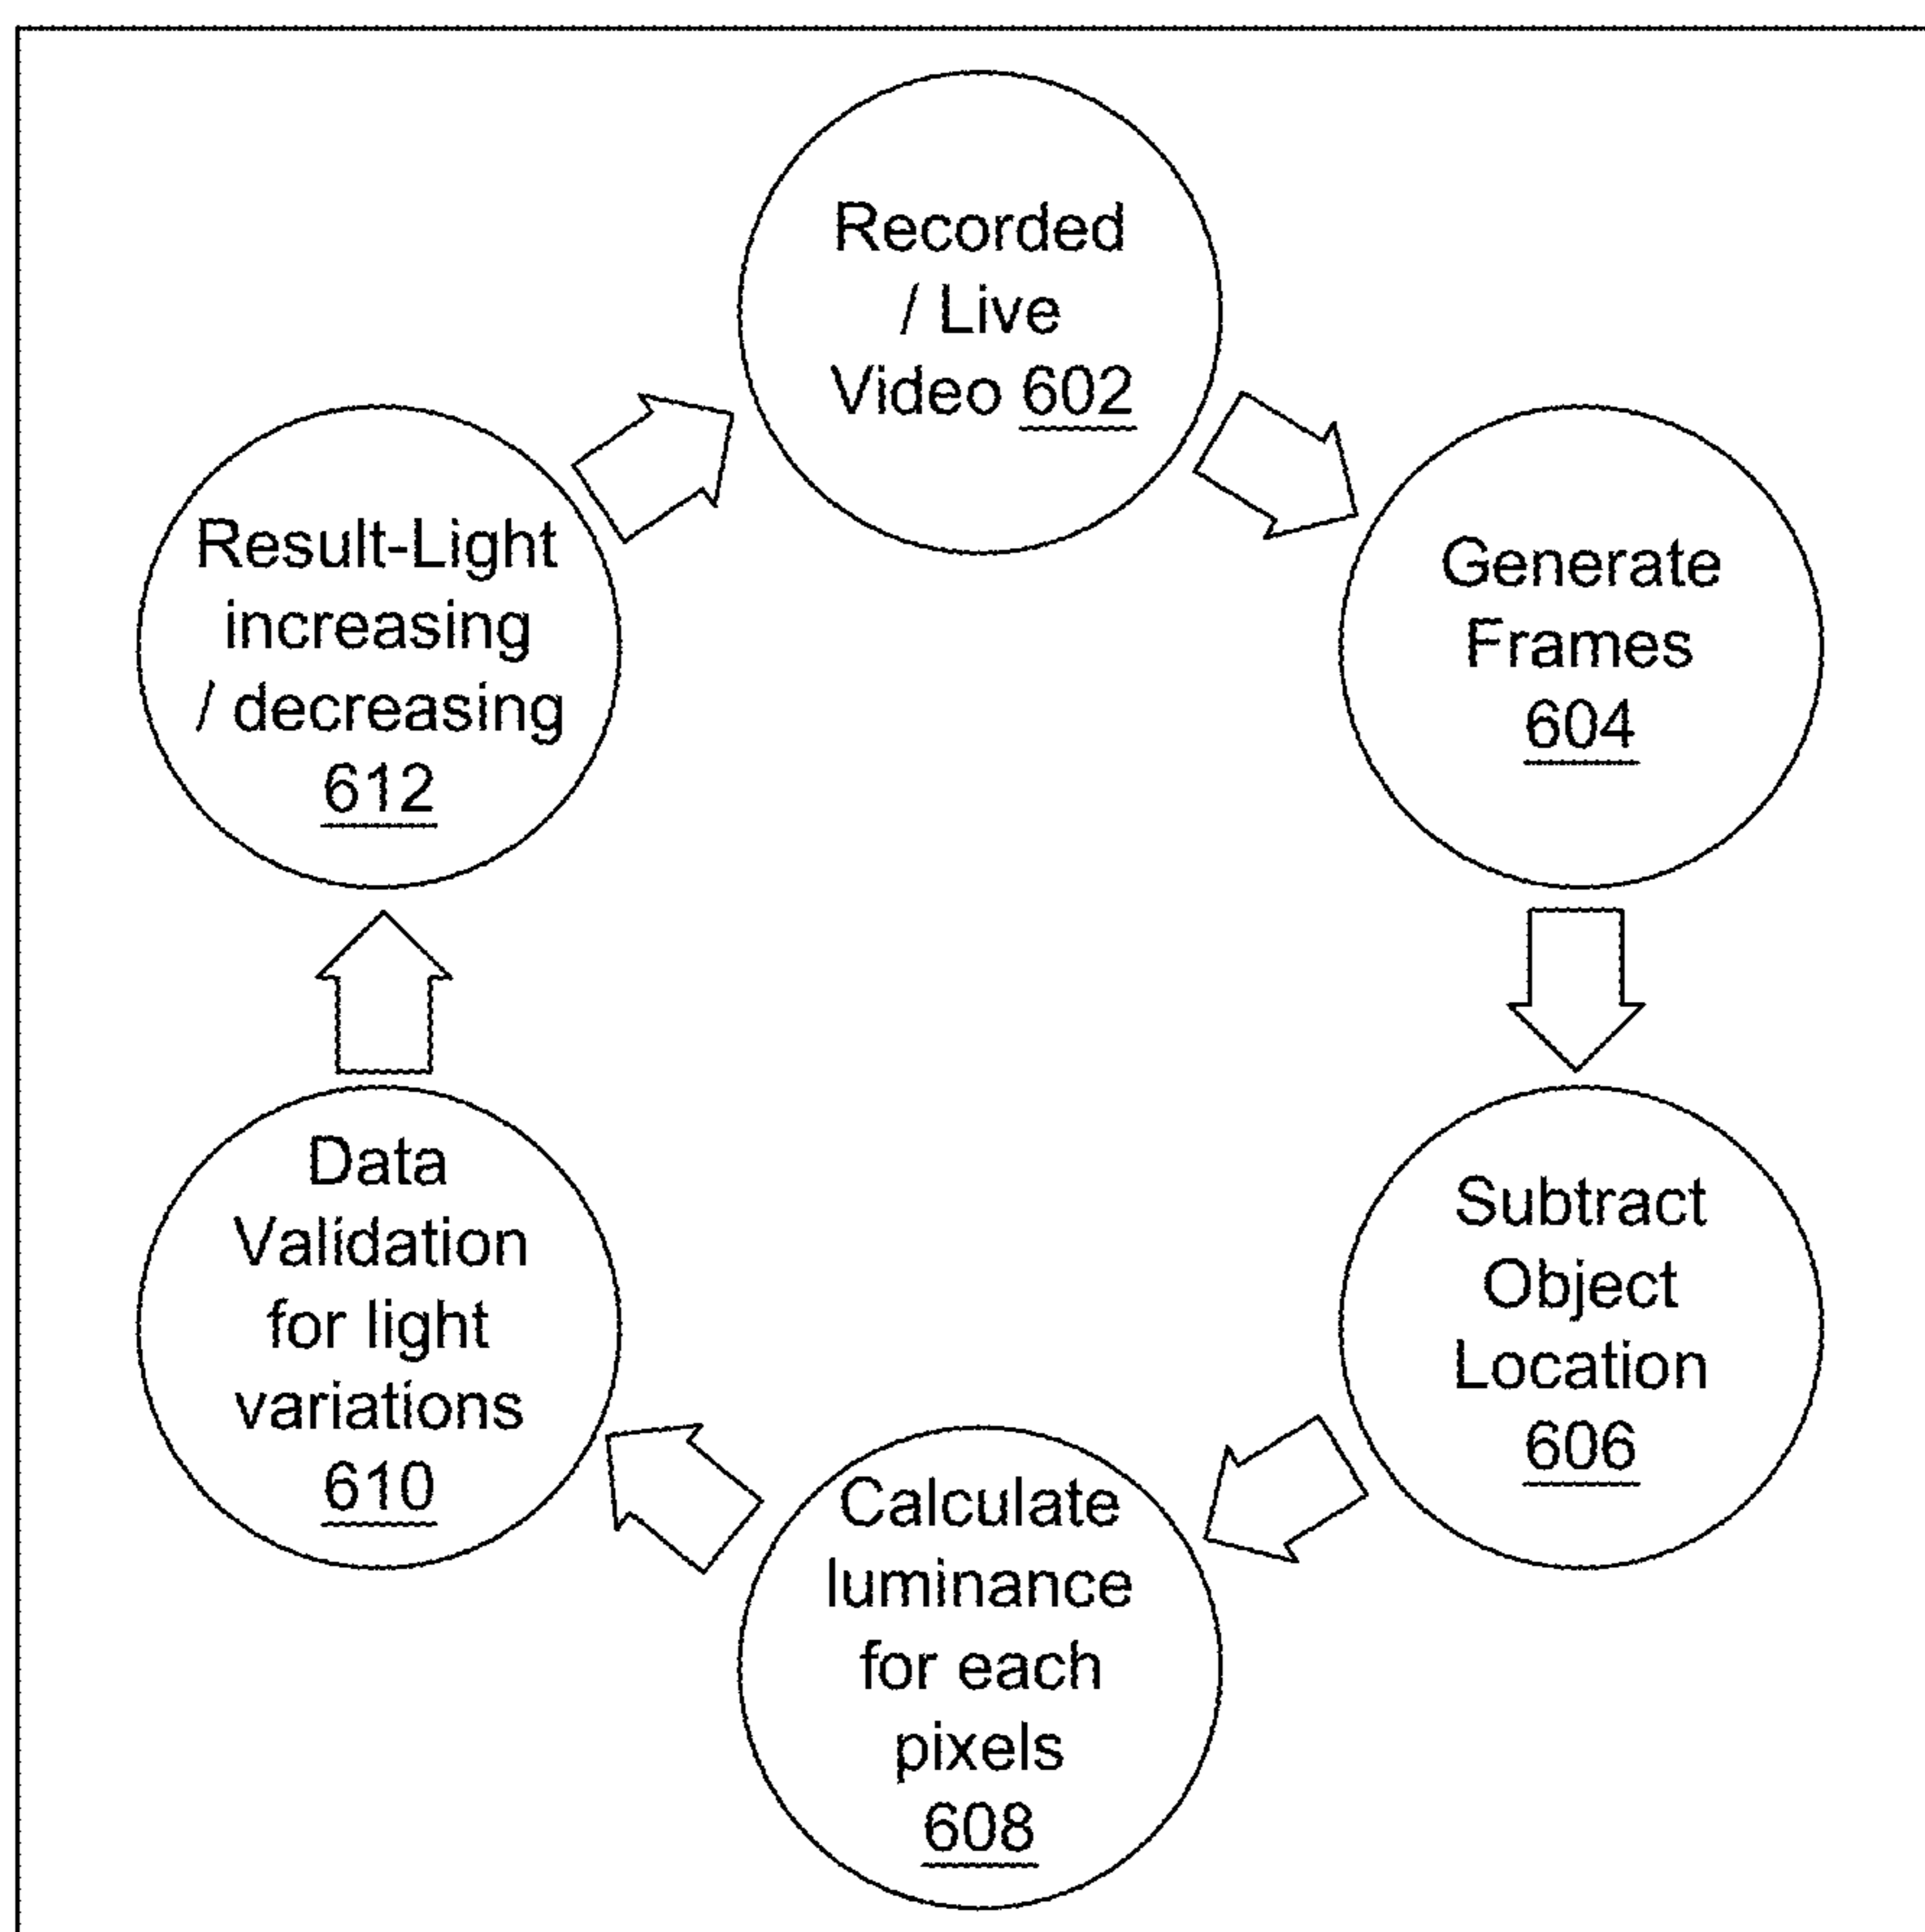 Recorded
/ Live
Video 602
Generate
Frames
604
Subtract
Object
Location
606
Calculate
luminance
for each
pixels
608
Data
Validation
for light
variations
610
Result-Light
increasing
/ decreasing
612